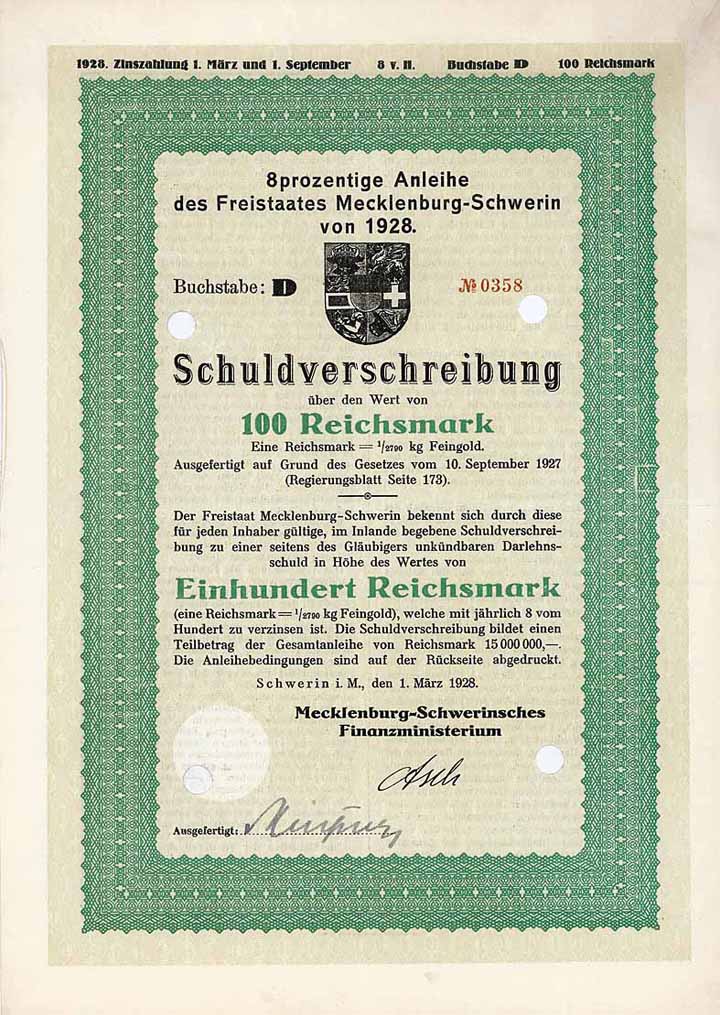 1928. Zinszahlung 1. März und 1. September 8 v. H. Buchstabe D 100 Reichsmark
8prozentige Anleihe
des Freistaates Mecklenburg-Schwerin
von 1928.
Buchstabe: D № 0358
Schuldverschreibung
über den Wert von
100 Reichsmark
Eine Reichsmark = 1/2790 kg Feingold.
Ausgefertigt auf Grund des Gesetzes vom 10. September 1927
(Regierungsblatt Seite 173).
Der Freistaat Mecklenburg-Schwerin bekennt sich durch diese
für jeden Inhaber gültige, im Inlande begebene Schuldverschrei-
bung zu einer seitens des Gläubigers unkündbaren Darlehns-
schuld in Höhe des Wertes von
Einhundert Reichsmark
(eine Reichsmark = 1/2790 kg Feingold), welche mit jährlich 8 vom
Hundert zu verzinsen ist. Die Schuldverschreibung bildet einen
Teilbetrag der Gesamtanleihe von Reichsmark 15 000 000,—.
Die Anleihebedingungen sind auf der Rückseite abgedruckt.
Schwerin i. M., den 1. März 1928.
Mecklenburg-Schwerinsches
Finanzministerium
Asch
Ausgefertigt: